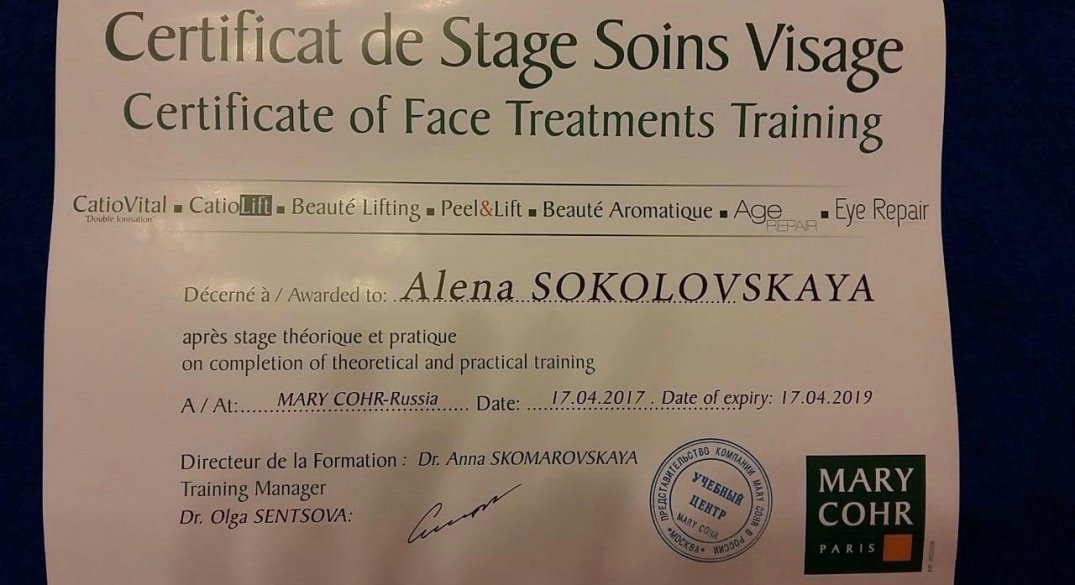 Certificat de Stage Soins Visage
Certificate of Face Treatments Training
CatioVital ▪ CatioLift ▪ Beauté Lifting ▪ Peel&Lift ▪ Beauté Aromatique ▪ Age REPAIR ▪ Eye Repair
"Double Ionisation"
Décerné à / Awarded to: Alena SOKOLOVSKAYA
après stage théorique et pratique
on completion of theoretical and practical training
A / At: MARY COHR-Russia Date: 17.04.2017. Date of expiry: 17.04.2019
Directeur de la Formation : Dr. Anna SKOMAROVSKAYA
Training Manager
Dr. Olga SENTSOVA:
ПРЕДСТАВИТЕЛЬСТВО КОМПАНИИ MARY COHR В РОССИИ
*МОСКВА*
УЧЕБНЫЙ
ЦЕНТР
MARY COHR
MARY
COHR
PARIS